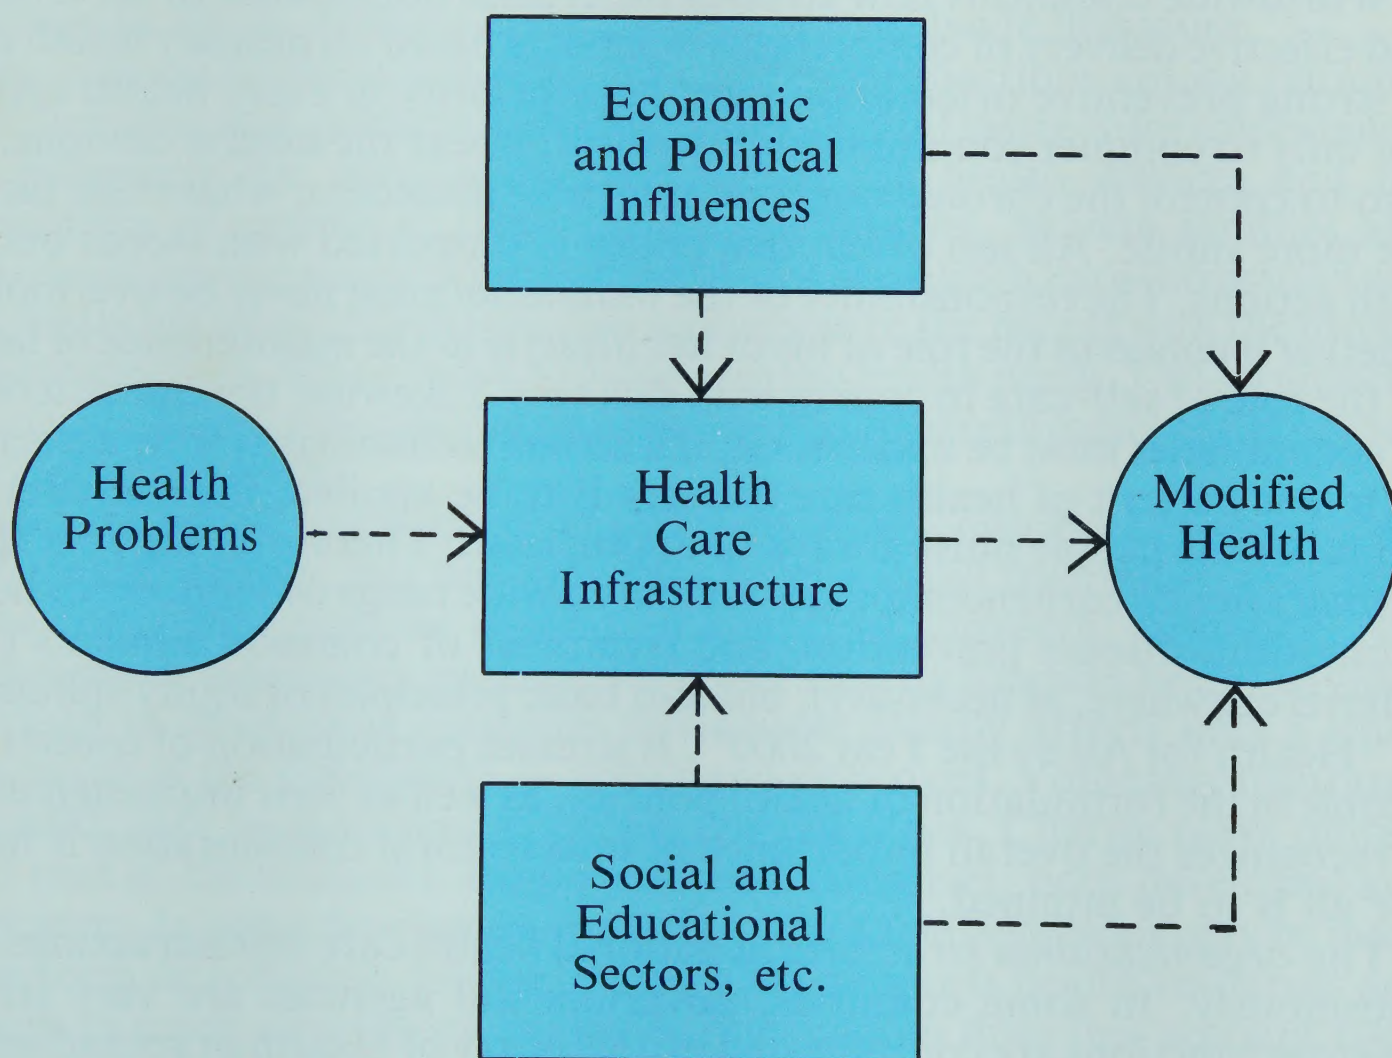 Economic
and Political
Influences
Health
Problems
Health
Care
Infrastructure
Modified
Health
Social and
Educational
Sectors, etc.